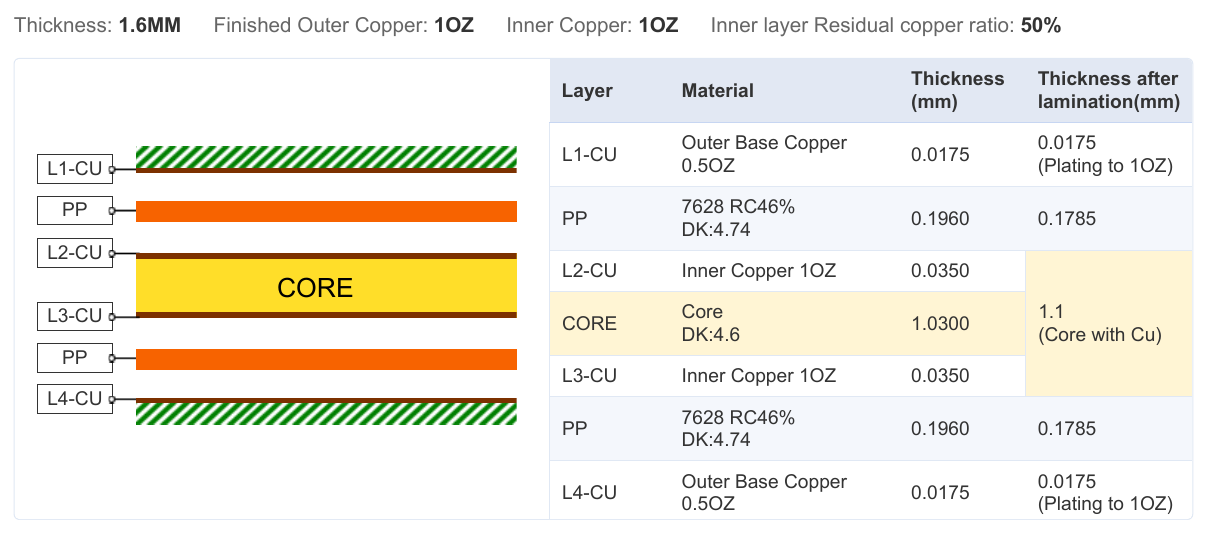 Thickness: 1.6MM Finished Outer Copper: 1OZ Inner Copper: 1OZ Inner layer Residual copper ratio: 50%
L1-CU
PP
L2-CU
CORE
L3-CU
PP
L4-CU
Layer Material Thickness (mm) Thickness after lamination(mm)
L1-CU Outer Base Copper 0.5OZ 0.0175 0.0175 (Plating to 1OZ)
PP 7628 RC46% DK:4.74 0.1960 0.1785
L2-CU Inner Copper 1OZ 0.0350
CORE Core DK:4.6 1.0300 1.1 (Core with Cu)
L3-CU Inner Copper 1OZ 0.0350
PP 7628 RC46% DK:4.74 0.1960 0.1785
L4-CU Outer Base Copper 0.5OZ 0.0175 0.0175 (Plating to 1OZ)